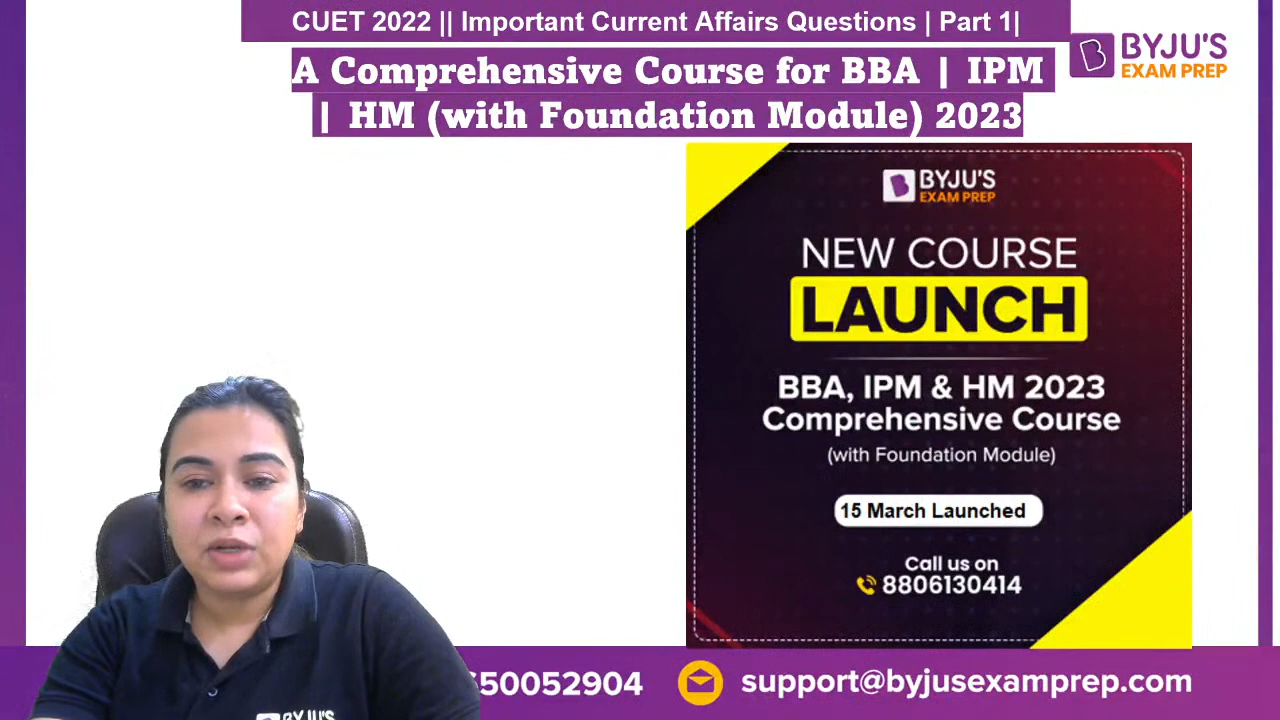 CUET 2022 || Important Current Affairs Questions | Part 1|
A Comprehensive Course for BBA | IPM
| HM (with Foundation Module) 2023
BYJU'S
EXAM PREP
BYJU'S
EXAM PREP
NEW COURSE
LAUNCH
BBA, IPM & HM 2023
Comprehensive Course
(with Foundation Module)
15 March Launched
Call us on
8806130414
650052904
support@byjusexamprep.com
BYJU'S